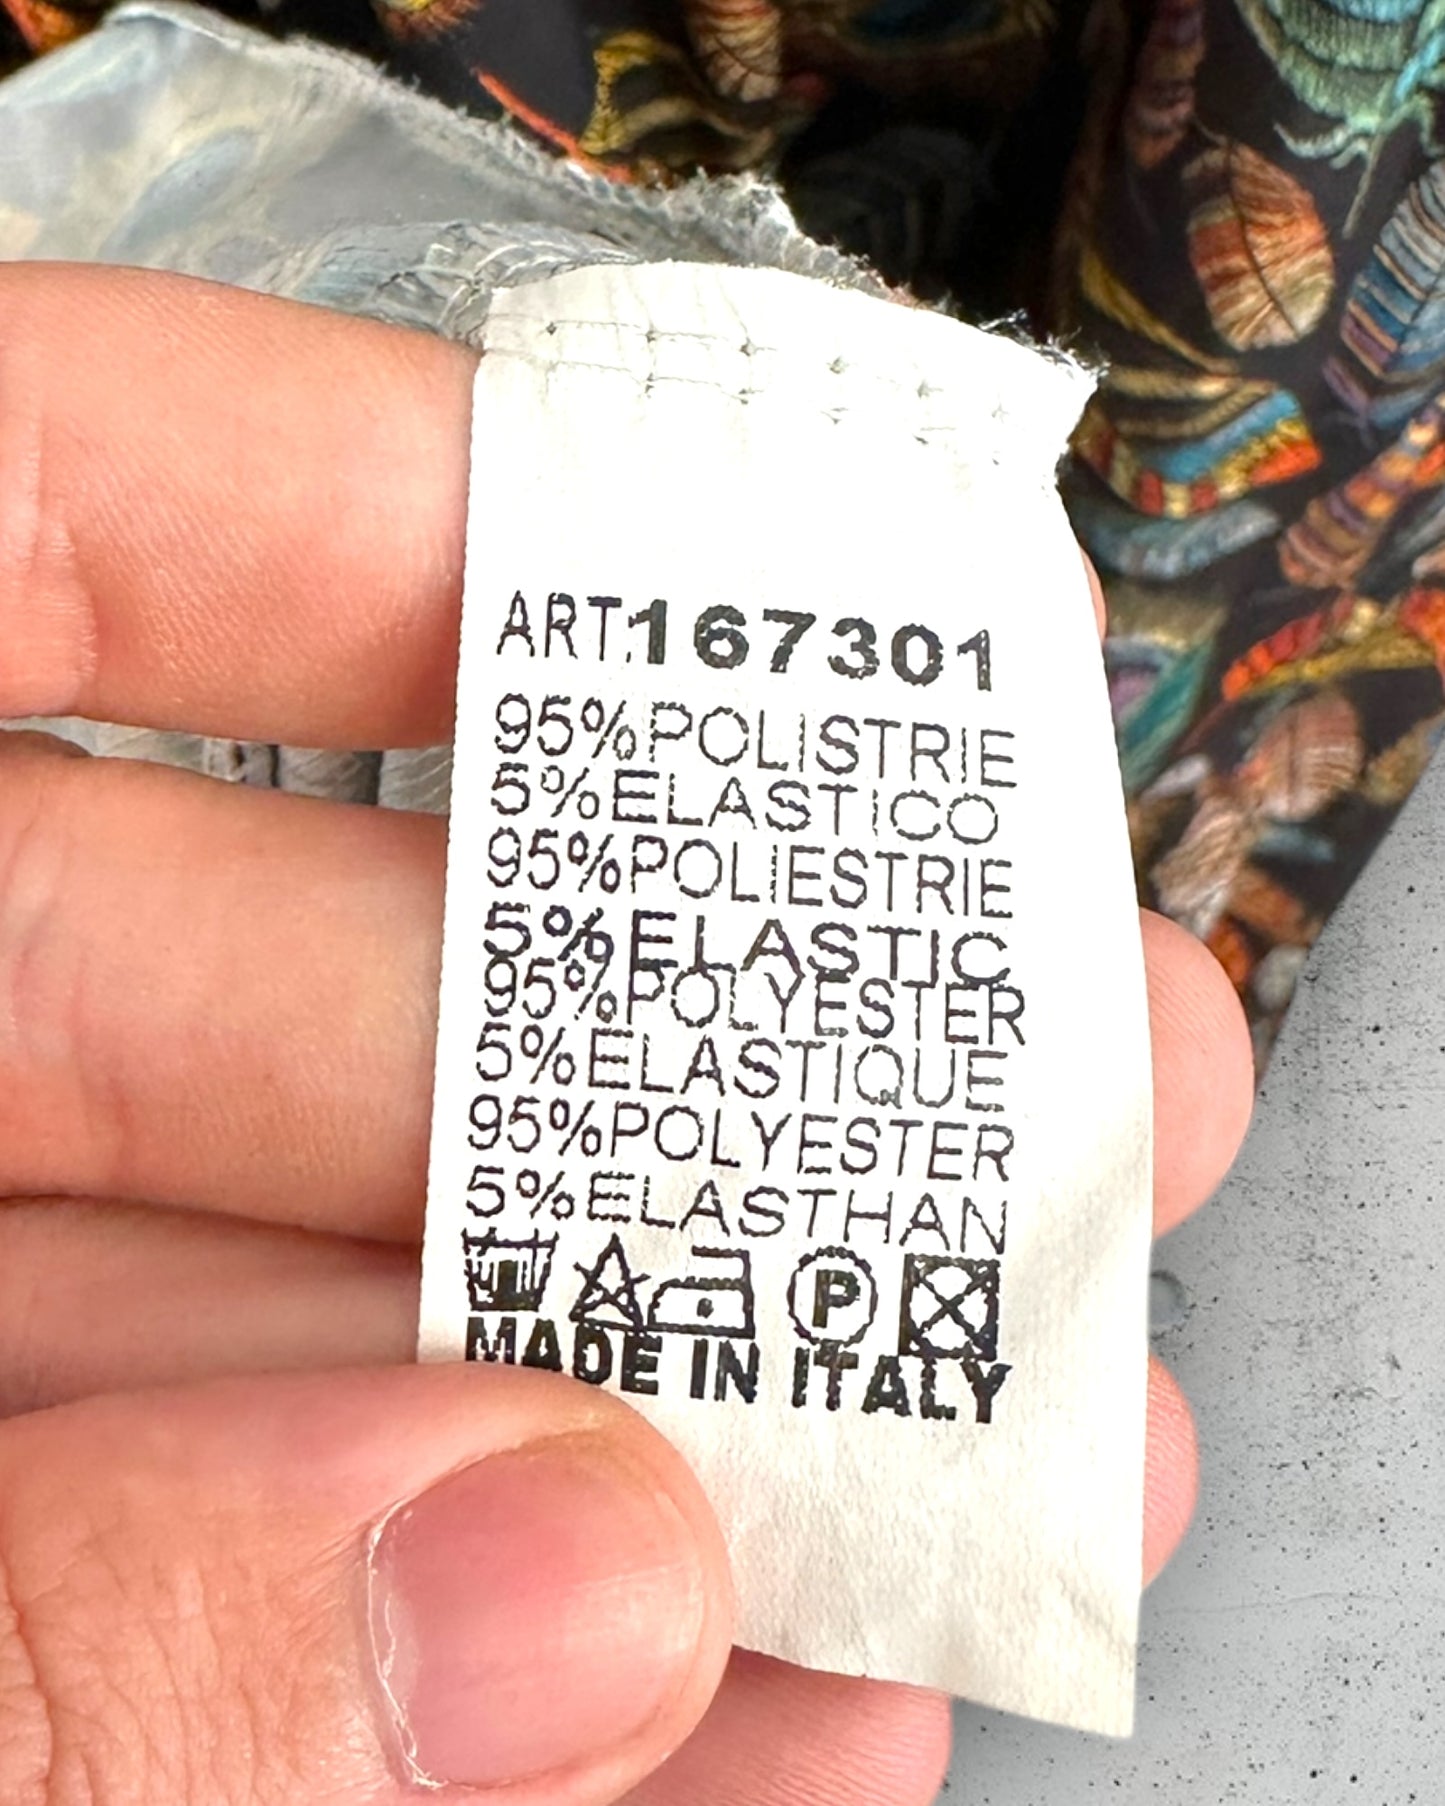 ART.167301
95%POLISTRIE
5%ELASTICO
95%POLIESTRIE
5%ELASTIC
95%POLYESTER
5%ELASTIQUE
95%POLYESTER
5%ELASTHAN
P
MADE IN ITALY